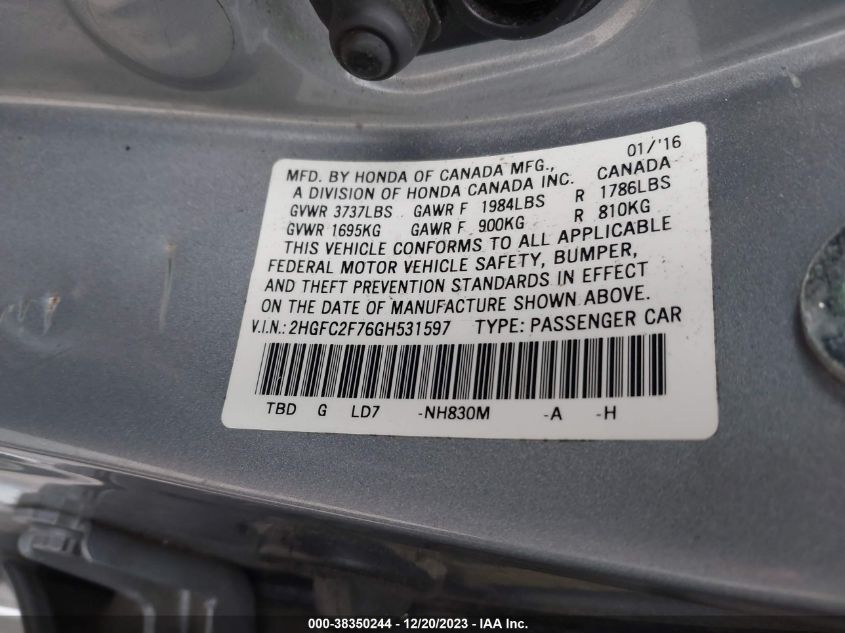 01/'16
MFD. BY HONDA OF CANADA MFG.,
A DIVISION OF HONDA CANADA INC. CANADA
GVWR 3737LBS GAWR F 1984LBS R 1786LBS
GVWR 1695KG GAWR F 900KG R 810KG
THIS VEHICLE CONFORMS TO ALL APPLICABLE
FEDERAL MOTOR VEHICLE SAFETY, BUMPER,
AND THEFT PREVENTION STANDARDS IN EFFECT
ON THE DATE OF MANUFACTURE SHOWN ABOVE.
V.I.N.: 2HGFC2F76GH531597 TYPE: PASSENGER CAR
TBD G LD7 -NH830M -A -H
000-38350244 - 12/20/2023 - IAA Inc.